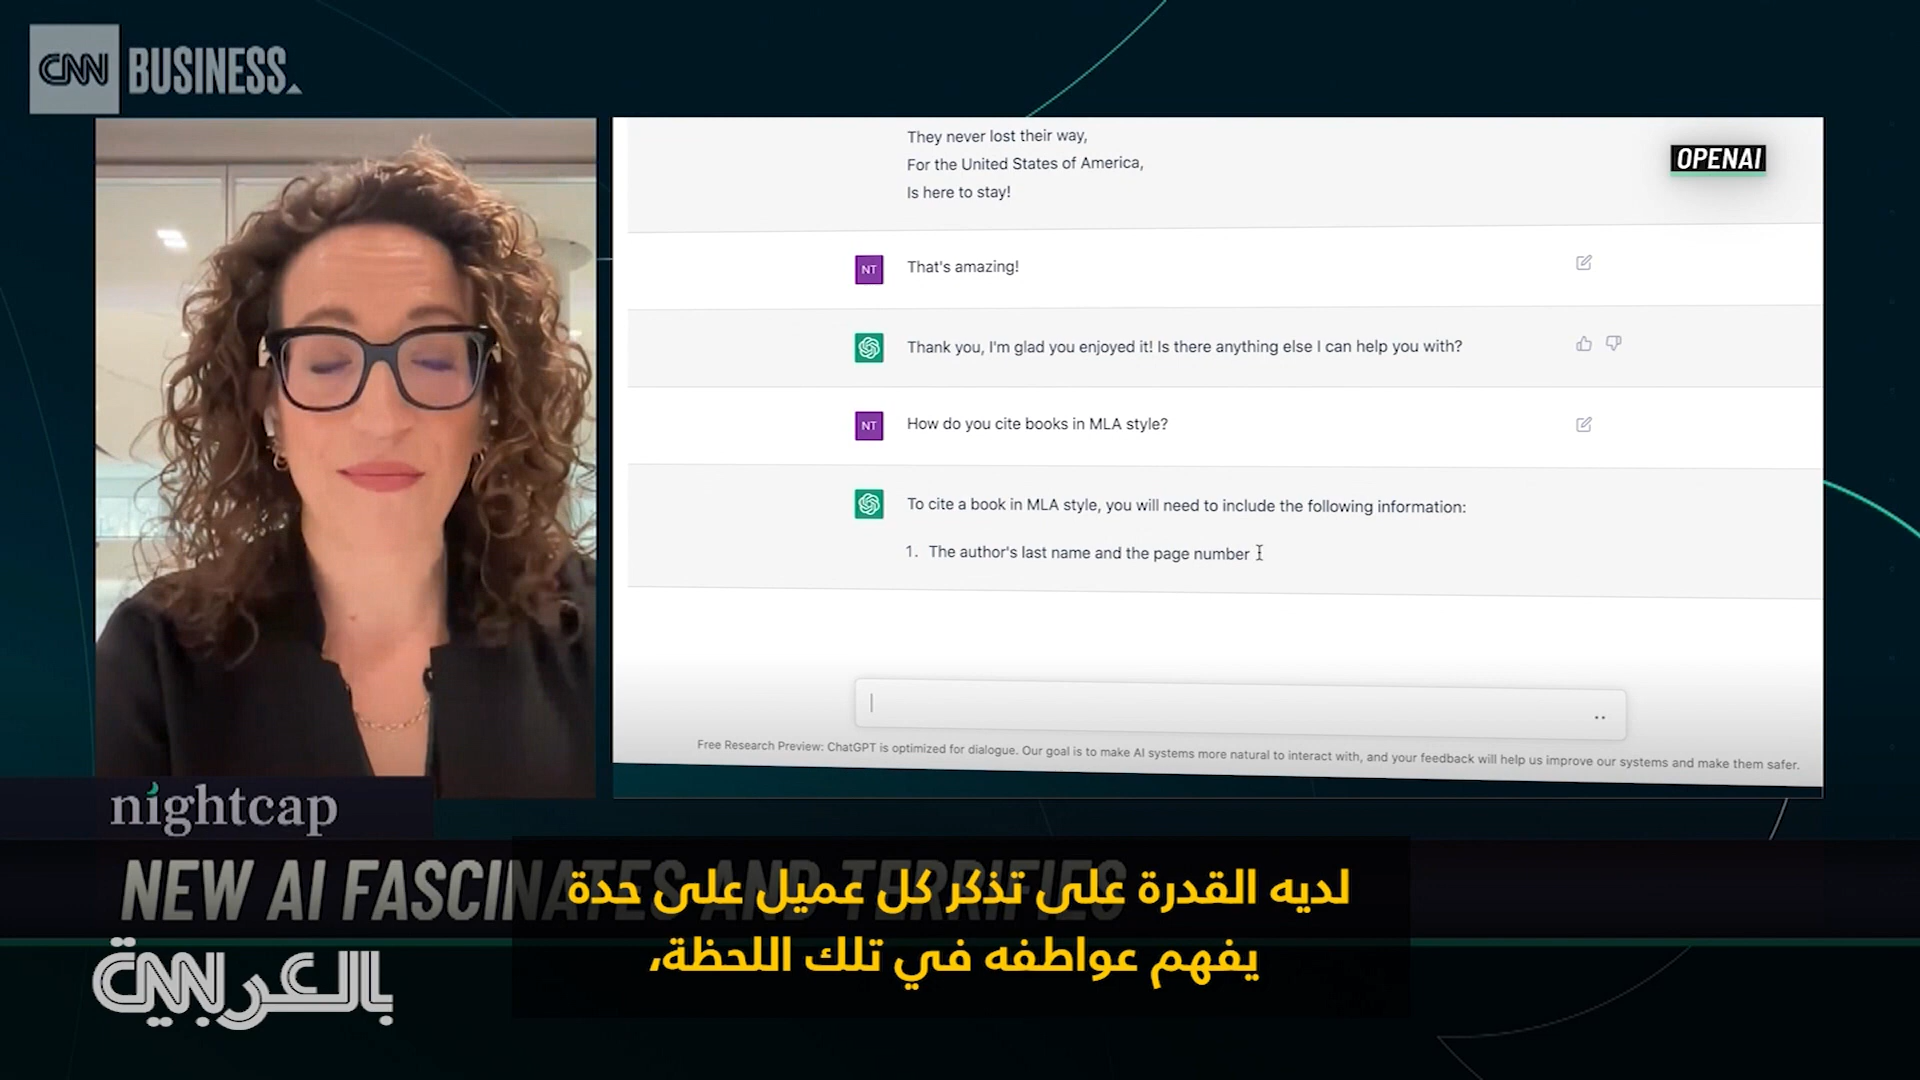 CNN BUSINESS
They never lost their way,
For the United States of America,
Is here to stay!
OPENAI
NT That's amazing!
Thank you, I'm glad you enjoyed it! Is there anything else I can help you with?
NT How do you cite books in MLA style?
To cite a book in MLA style, you will need to include the following information:
1. The author's last name and the page number
Free Research Preview: ChatGPT is optimized for dialogue. Our goal is to make AI systems more natural to interact with, and your feedback will help us improve our systems and make them safer.
nightcap
NEW AI FASCINATES AND TERRIFIES
لديه القدرة على تذكر كل عميل على حدة
يفهم عواطفه في تلك اللحظة،
CNN بالعربية